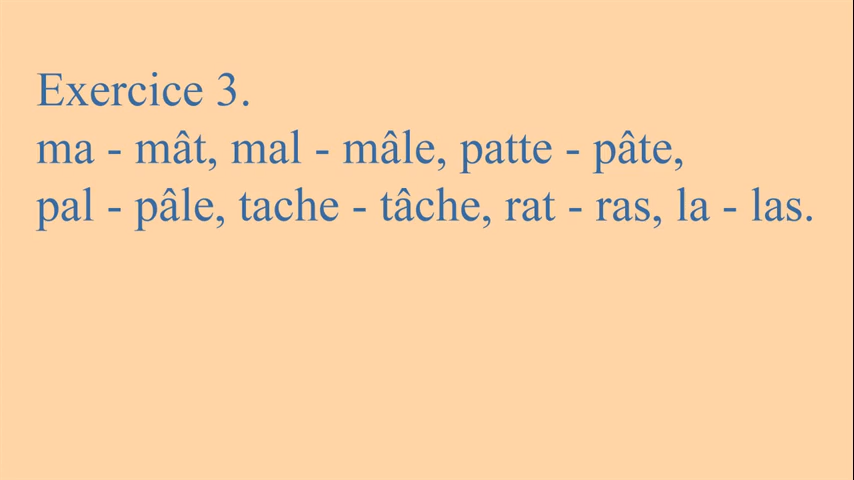 Exercice 3.
ma - mât, mal - mâle, patte - pâte,
pal - pâle, tache - tâche, rat - ras, la - las.